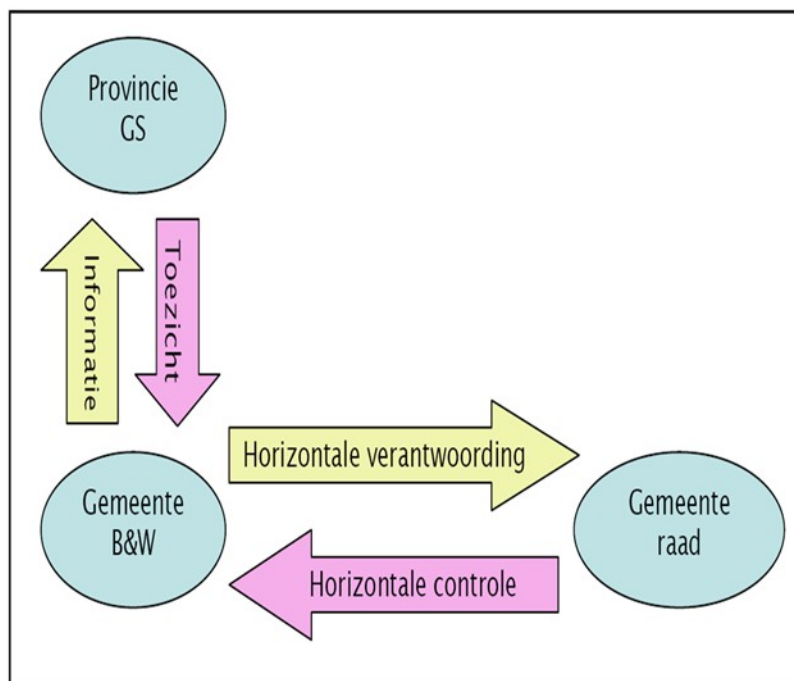 Provincie
GS
Informatie
Toezicht
Horizontale verantwoording
Gemeente
B&W
Gemeente
raad
Horizontale controle